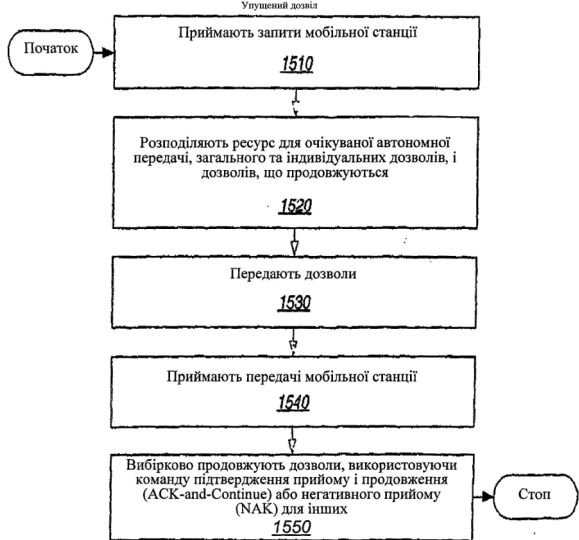 Упущений дозвіл
Початок
Приймають запити мобільної станції
1510
Розподіляють ресурс для очікуваної автономної
передачі, загального та індивідуальних дозволів, і
дозволів, що продовжуються
1520
Передають дозволи
1530
Приймають передачі мобільної станції
1540
Вибірково продовжують дозволи, використовуючи
команду підтвердження прийому і продовження
(ACK-and-Continue) або негативного прийому
(NAK) для інших
1550
Стоп